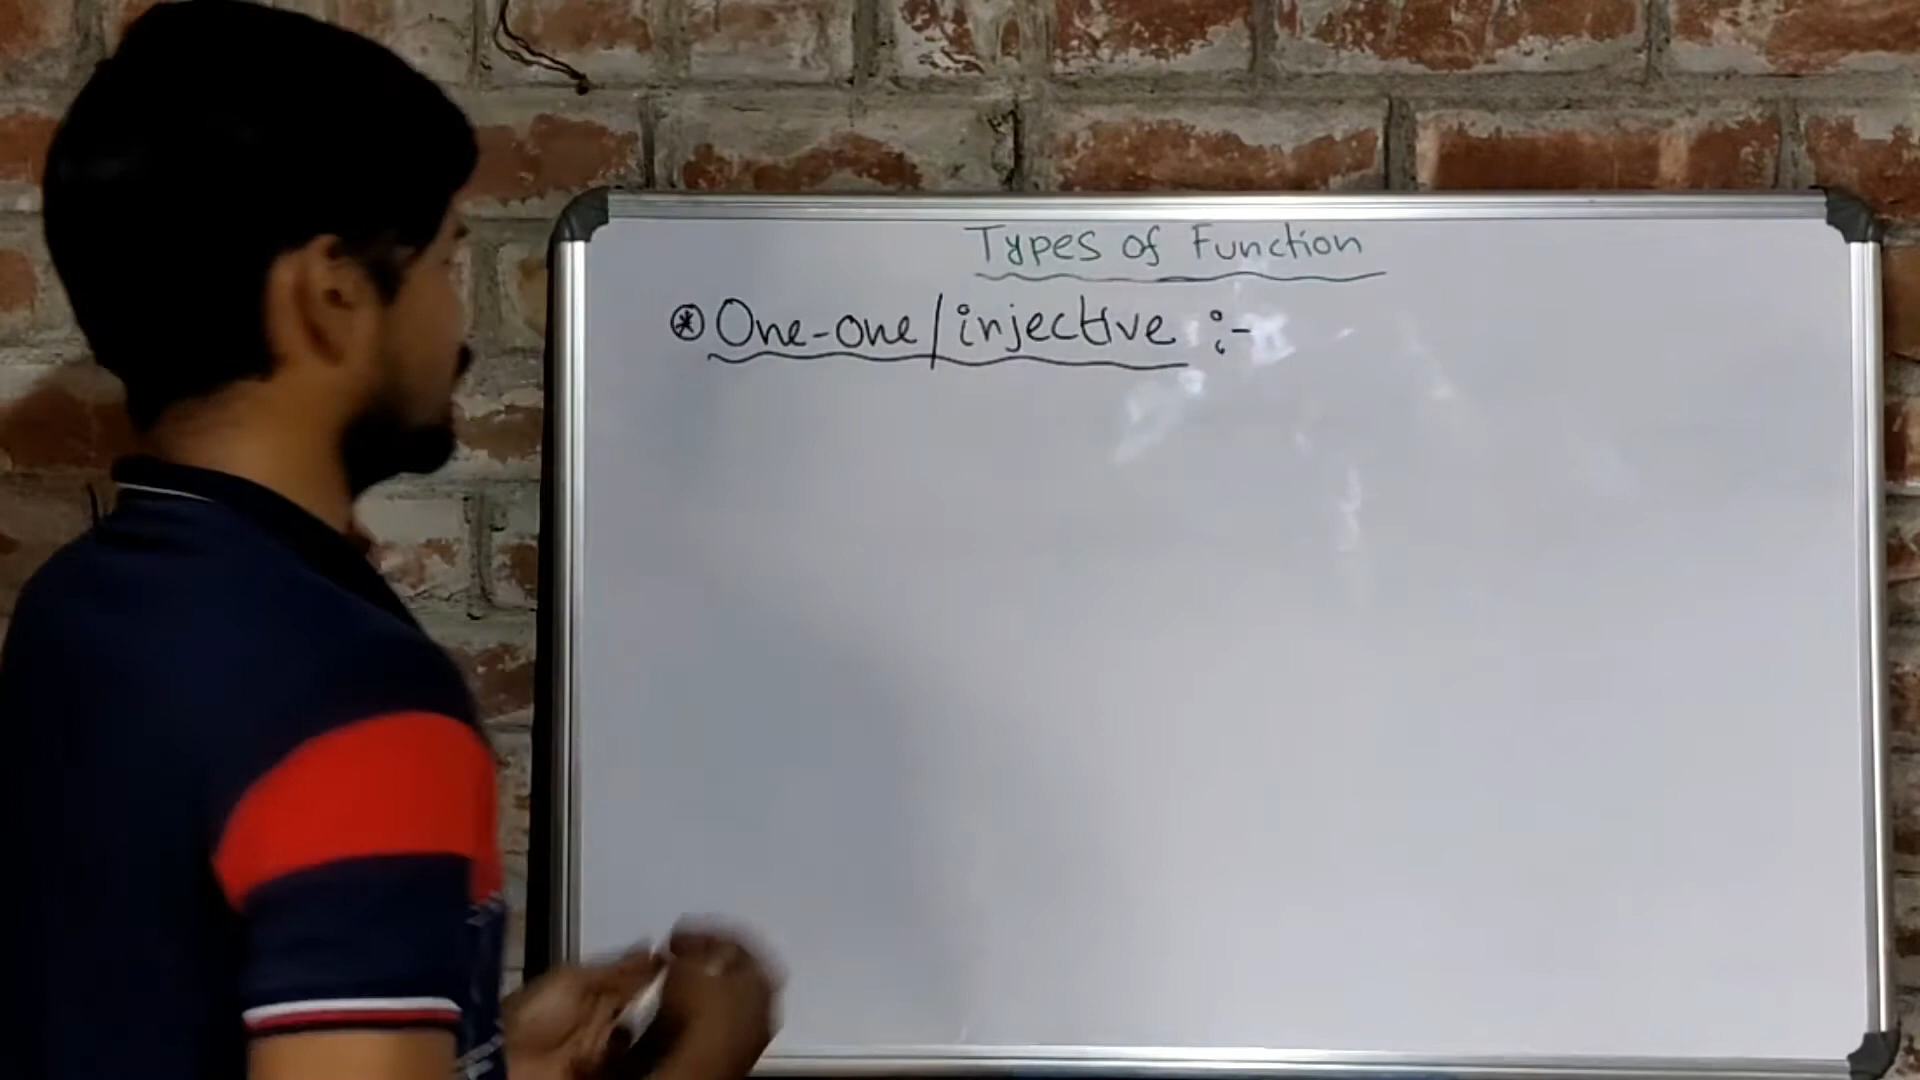 Types of Function
⊛ One-one/injective :-